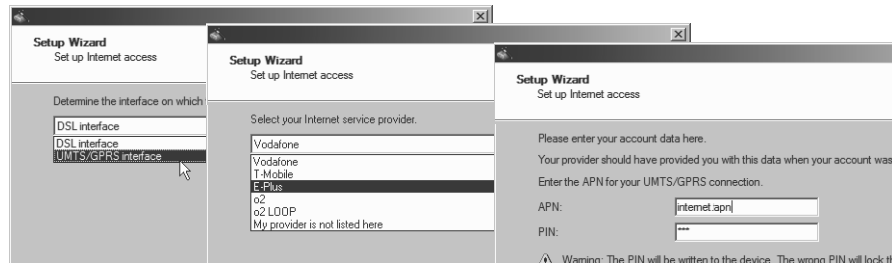 Setup Wizard
Set up Internet access
Determine the interface on which
DSL interface
DSL interface
UMTS/GPRS interface
Setup Wizard
Set up Internet access
Select your Internet service provider.
Vodafone
Vodafone
T-Mobile
E-Plus
o2
o2 LOOP
My provider is not listed here
Setup Wizard
Set up Internet access
Please enter your account data here.
Your provider should have provided you with this data when your account was
Enter the APN for your UMTS/GPRS connection.
APN: internet.apn
PIN: ***
Warning: The PIN will be written to the device. The wrong PIN will lock